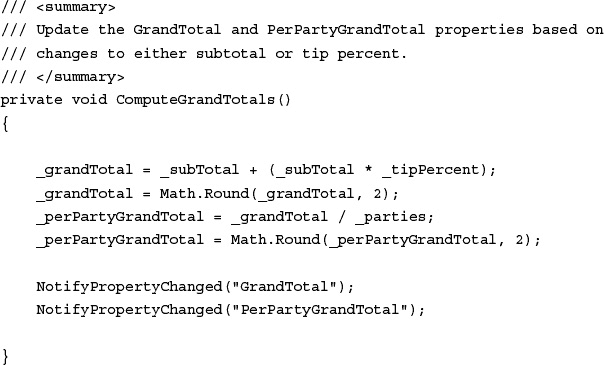 /// <summary>
/// Update the GrandTotal and PerPartyGrandTotal properties based on
/// changes to either subtotal or tip percent.
/// </summary>
private void ComputeGrandTotals()
{
_grandTotal = _subTotal + (_subTotal * _tipPercent);
_grandTotal = Math.Round(_grandTotal, 2);
_perPartyGrandTotal = _grandTotal / _parties;
_perPartyGrandTotal = Math.Round(_perPartyGrandTotal, 2);
NotifyPropertyChanged("GrandTotal");
NotifyPropertyChanged("PerPartyGrandTotal");
}